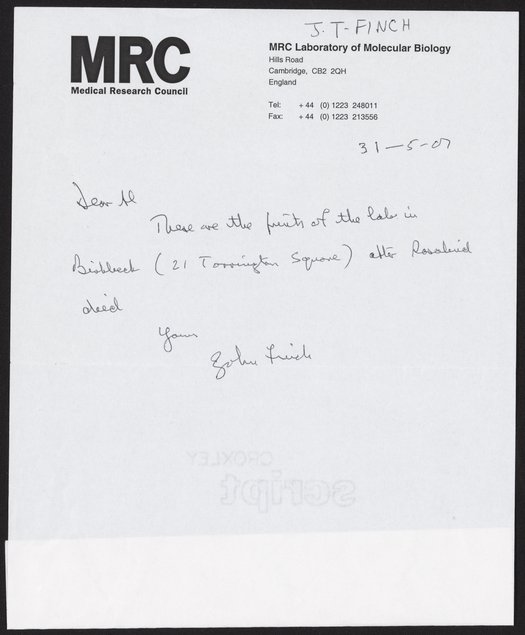 J.T-FINCH
MRC
Medical Research Council
MRC Laboratory of Molecular Biology
Hills Road
Cambridge, CB2 2QH
England
Tel: +44 (0) 1223 248011
Fax: +44 (0) 1223 213556
31-5-07
Dear Al
These are the prints of the labs in
Birkbeck (21 Torrington Square) after Rosalind
died
Yours
John Finch
CROXLEY
script